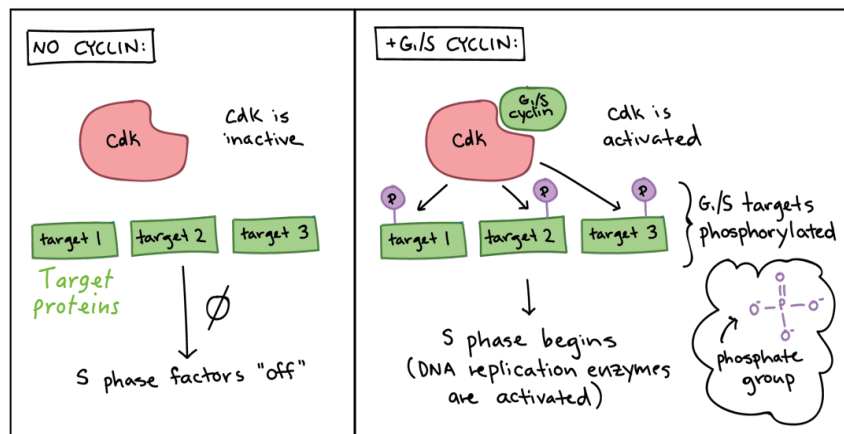 NO CYCLIN:
Cdk
Cdk is
inactive
target 1
target 2
target 3
Target
proteins
Ø
S phase factors "off"
+G₁/S CYCLIN:
G₁/S
cyclin
Cdk
Cdk is
activated
P
P
P
target 1
target 2
target 3
G₁/S targets
phosphorylated
S phase begins
(DNA replication enzymes
are activated)
O
O⁻-P-O⁻
O⁻
phosphate
group